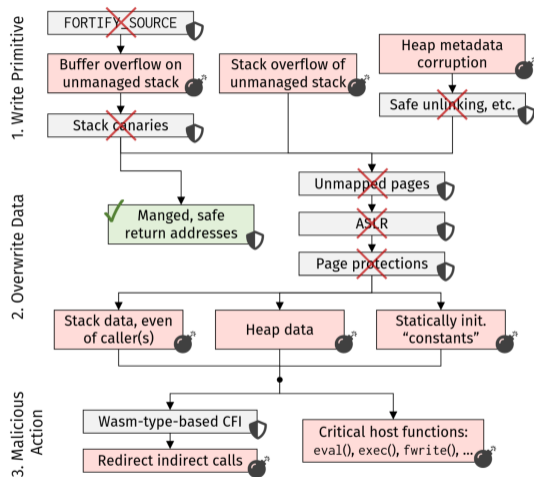 1. Write Primitive
FORTIFY_SOURCE
Buffer overflow on
unmanaged stack
Stack canaries
Stack overflow of
unmanaged stack
Heap metadata
corruption
Safe unlinking, etc.
2. Overwrite Data
Manged, safe
return addresses
Unmapped pages
ASLR
Page protections
Stack data, even
of caller(s)
Heap data
Statically init.
“constants”
3. Malicious
Action
Wasm-type-based CFI
Redirect indirect calls
Critical host functions:
eval(), exec(), fwrite(), ...